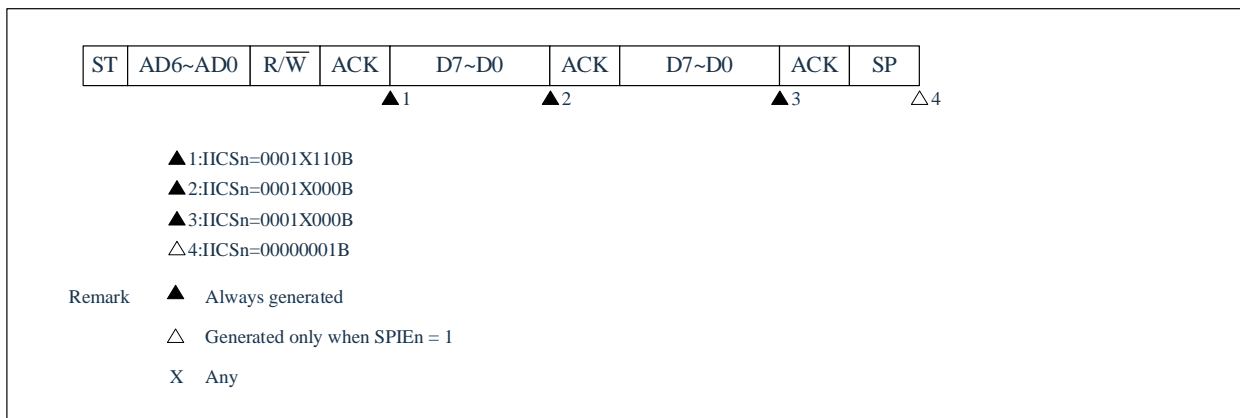 ST AD6~AD0 R/W̅ ACK D7~D0 ACK D7~D0 ACK SP
▲1 ▲2 ▲3 △4
▲1:IICSn=0001X110B
▲2:IICSn=0001X000B
▲3:IICSn=0001X000B
△4:IICSn=00000001B
Remark ▲ Always generated
△ Generated only when SPIEn = 1
X Any